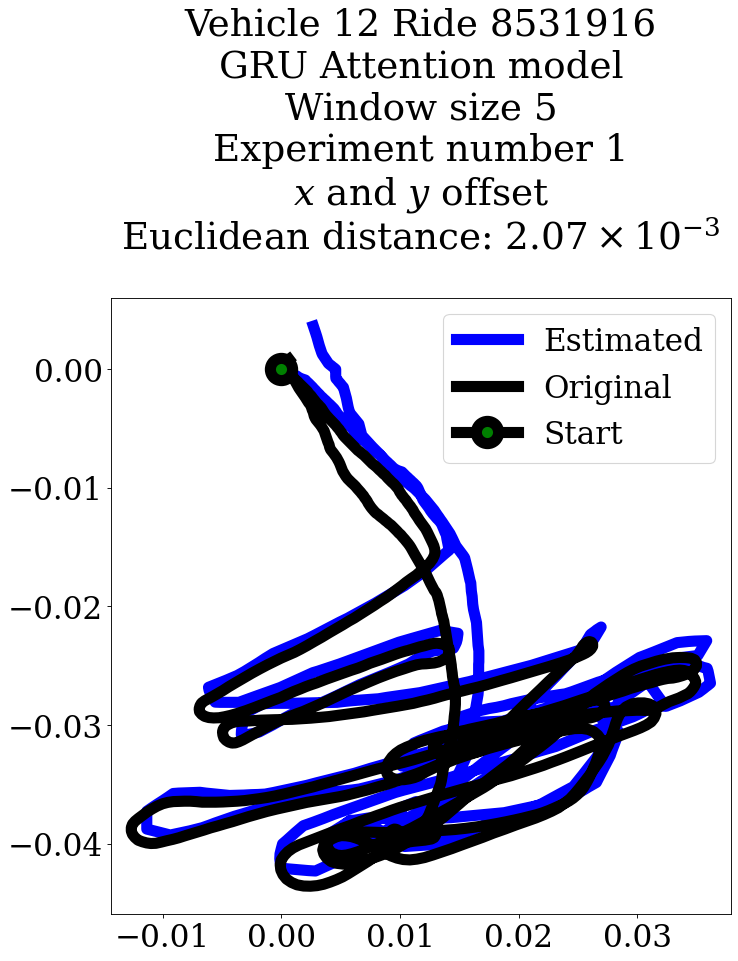 Vehicle 12 Ride 8531916
GRU Attention model
Window size 5
Experiment number 1
x and y offset
Euclidean distance: 2.07 × 10⁻³
Estimated
Original
Start
0.00
−0.01
−0.02
−0.03
−0.04
−0.01 0.00 0.01 0.02 0.03